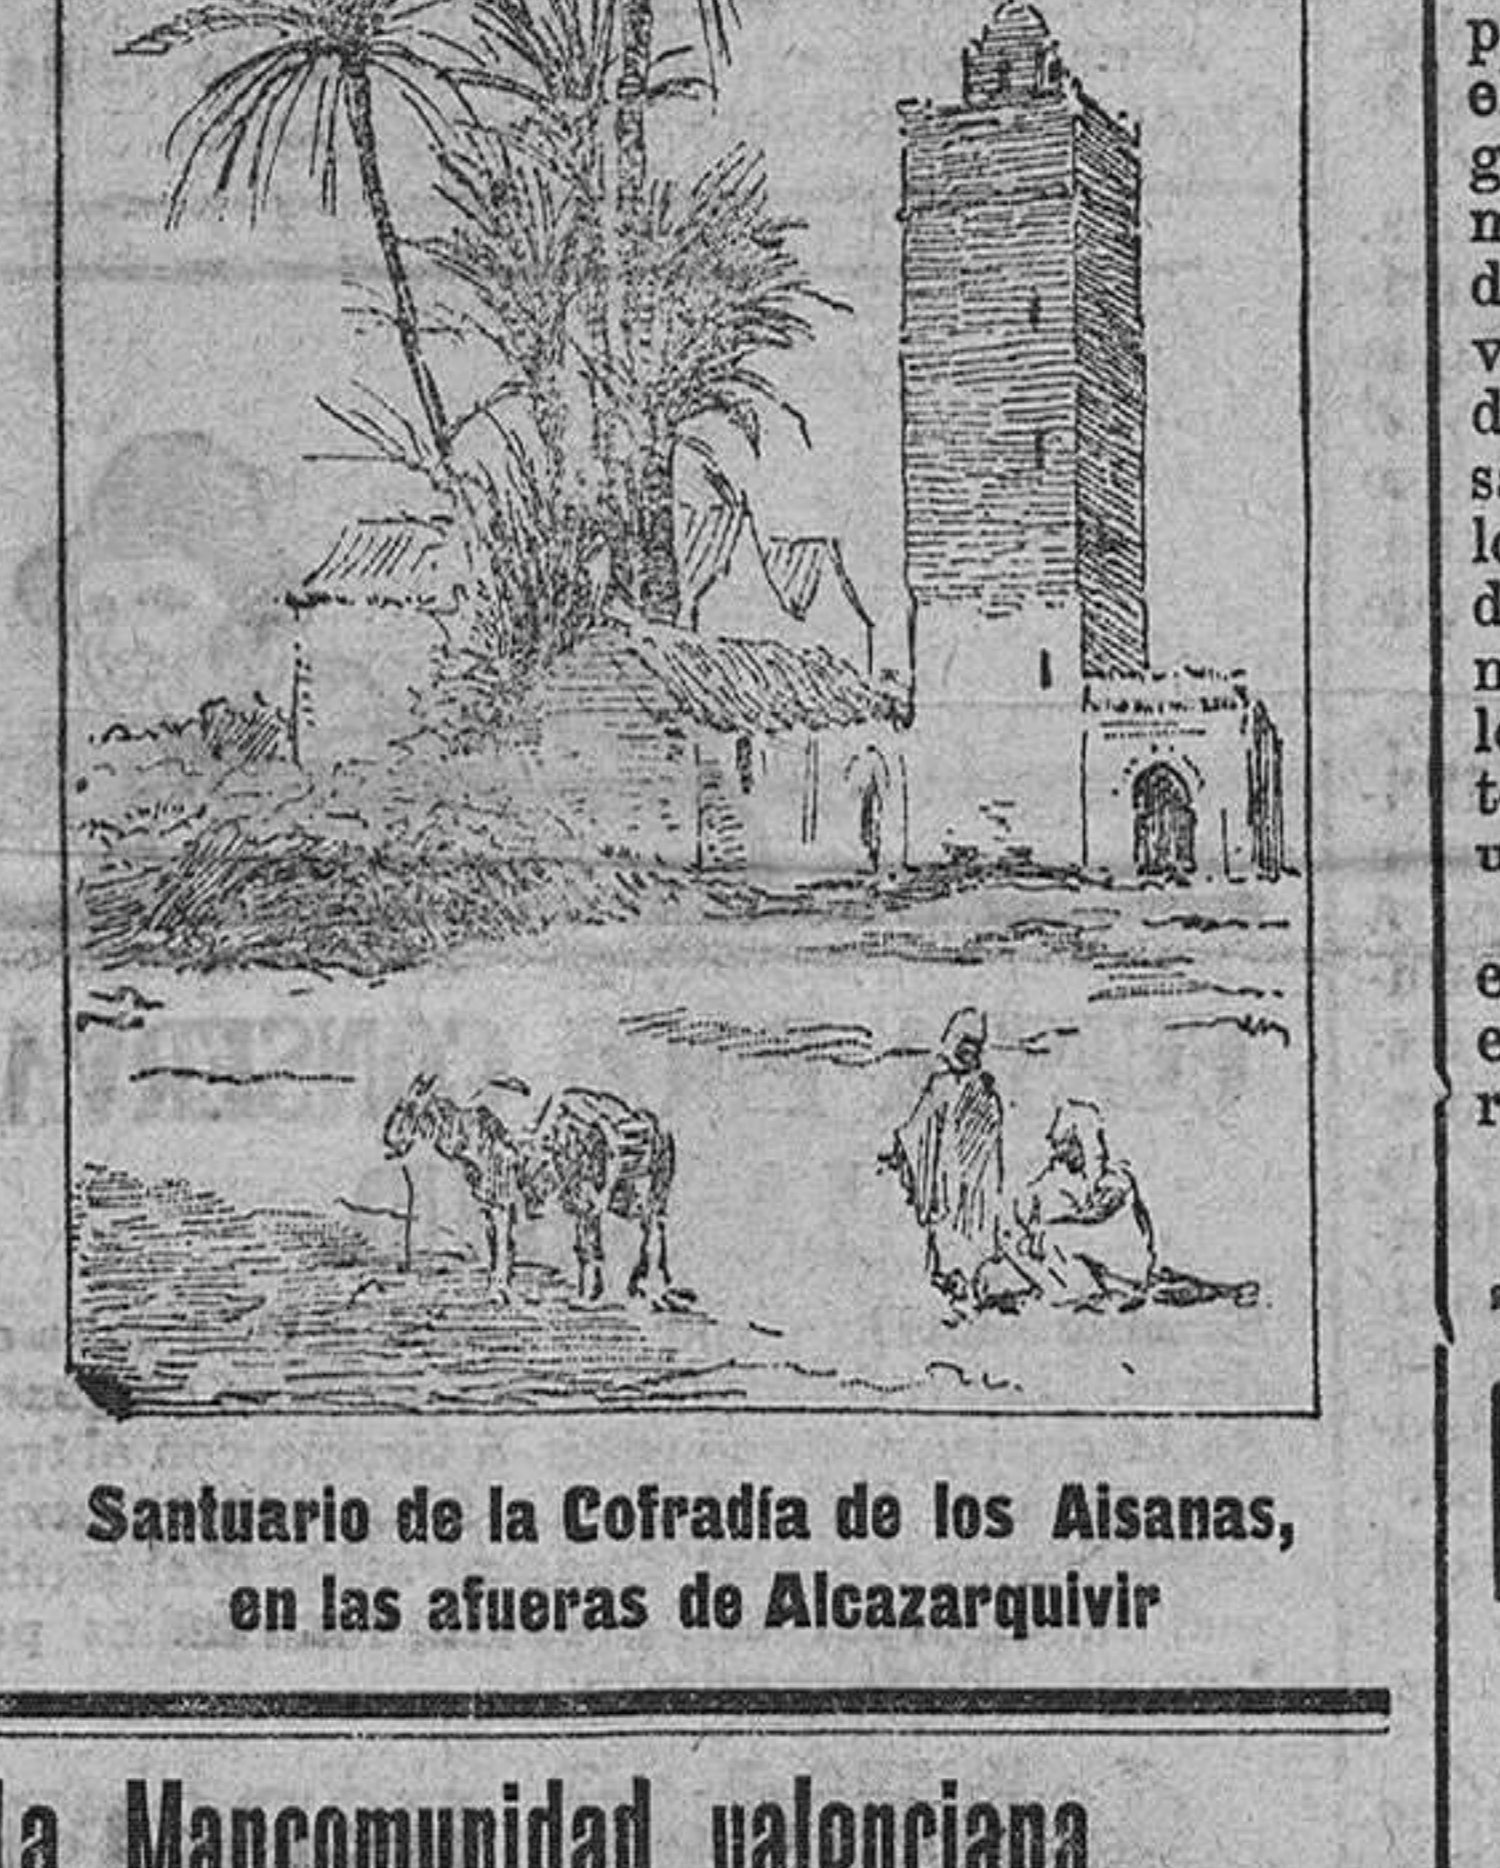 Santuario de la Cofradía de los Aisanas,
en las afueras de Alcazarquivir
la Mancomunidad valenciana